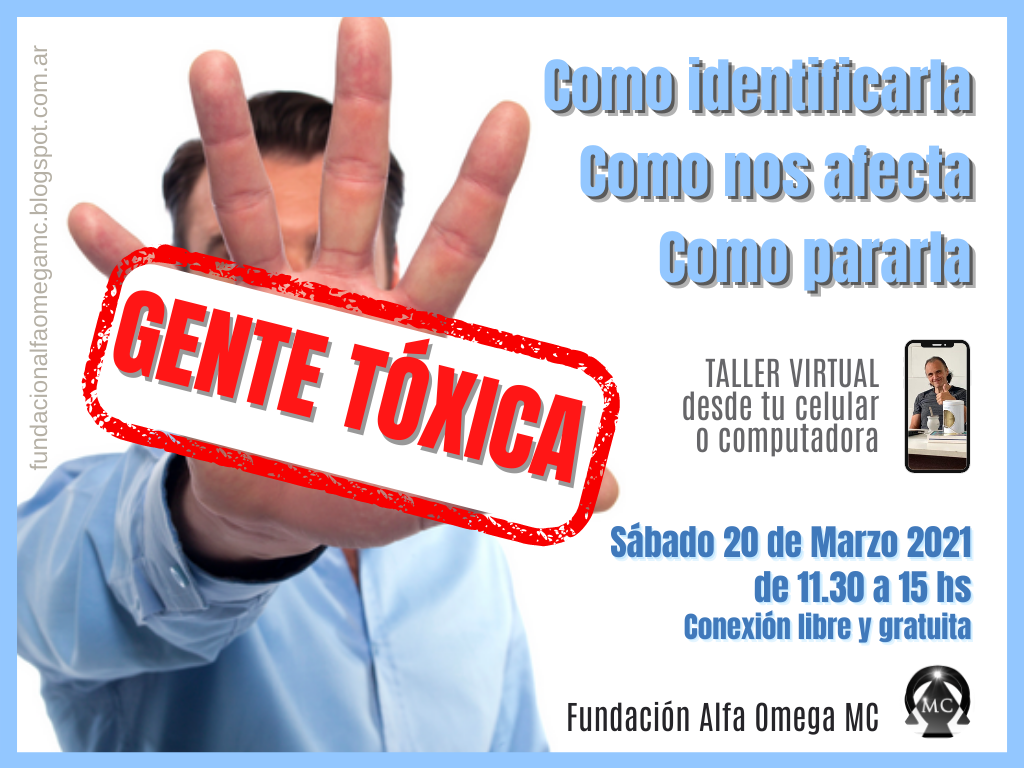 fundacionalfaomegamc.blogspot.com.ar
Como identificarla
Como nos afecta
Como pararla
GENTE TÓXICA
TALLER VIRTUAL
desde tu celular
o computadora
Sábado 20 de Marzo 2021
de 11.30 a 15 hs
Conexión libre y gratuita
Fundación Alfa Omega MC
MC